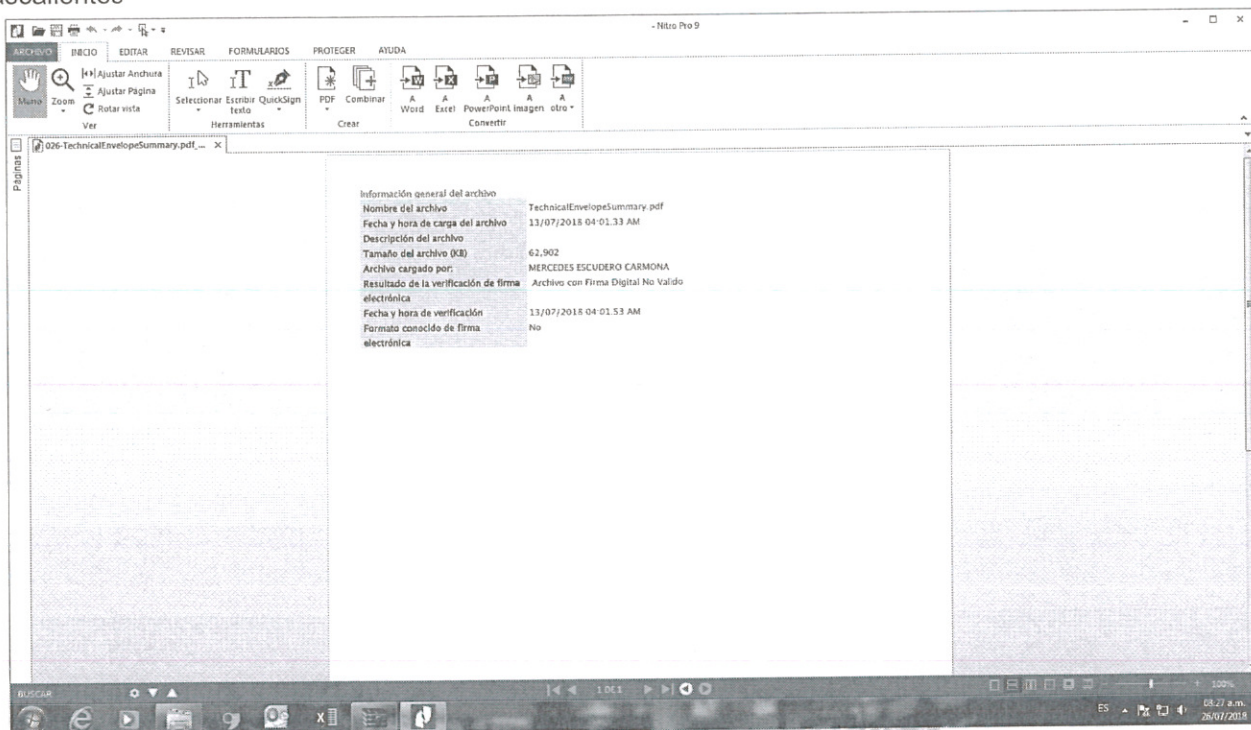 - Nitro Pro 9
ARCHIVO INICIO EDITAR REVISAR FORMULARIOS PROTEGER AYUDA
Mano
Zoom
Ajustar Anchura
Ajustar Página
Rotar vista
Seleccionar
Escribir texto
QuickSign
PDF
Combinar
A Word
A Excel
A PowerPoint
A imagen
A otro
Ver
Herramientas
Crear
Convertir
026-TechnicalEnvelopeSummary.pdf_...
Páginas
Información general del archivo
Nombre del archivo TechnicalEnvelopeSummary.pdf
Fecha y hora de carga del archivo 13/07/2018 04:01.33 AM
Descripción del archivo
Tamaño del archivo (KB) 62,902
Archivo cargado por: MERCEDES ESCUDERO CARMONA
Resultado de la verificación de firma Archivo con Firma Digital No Valido
electrónica
Fecha y hora de verificación 13/07/2018 04:01.53 AM
Formato conocido de firma No
electrónica
BUSCAR
1 DE 1
100%
ES
08:27 a.m.
26/07/2018